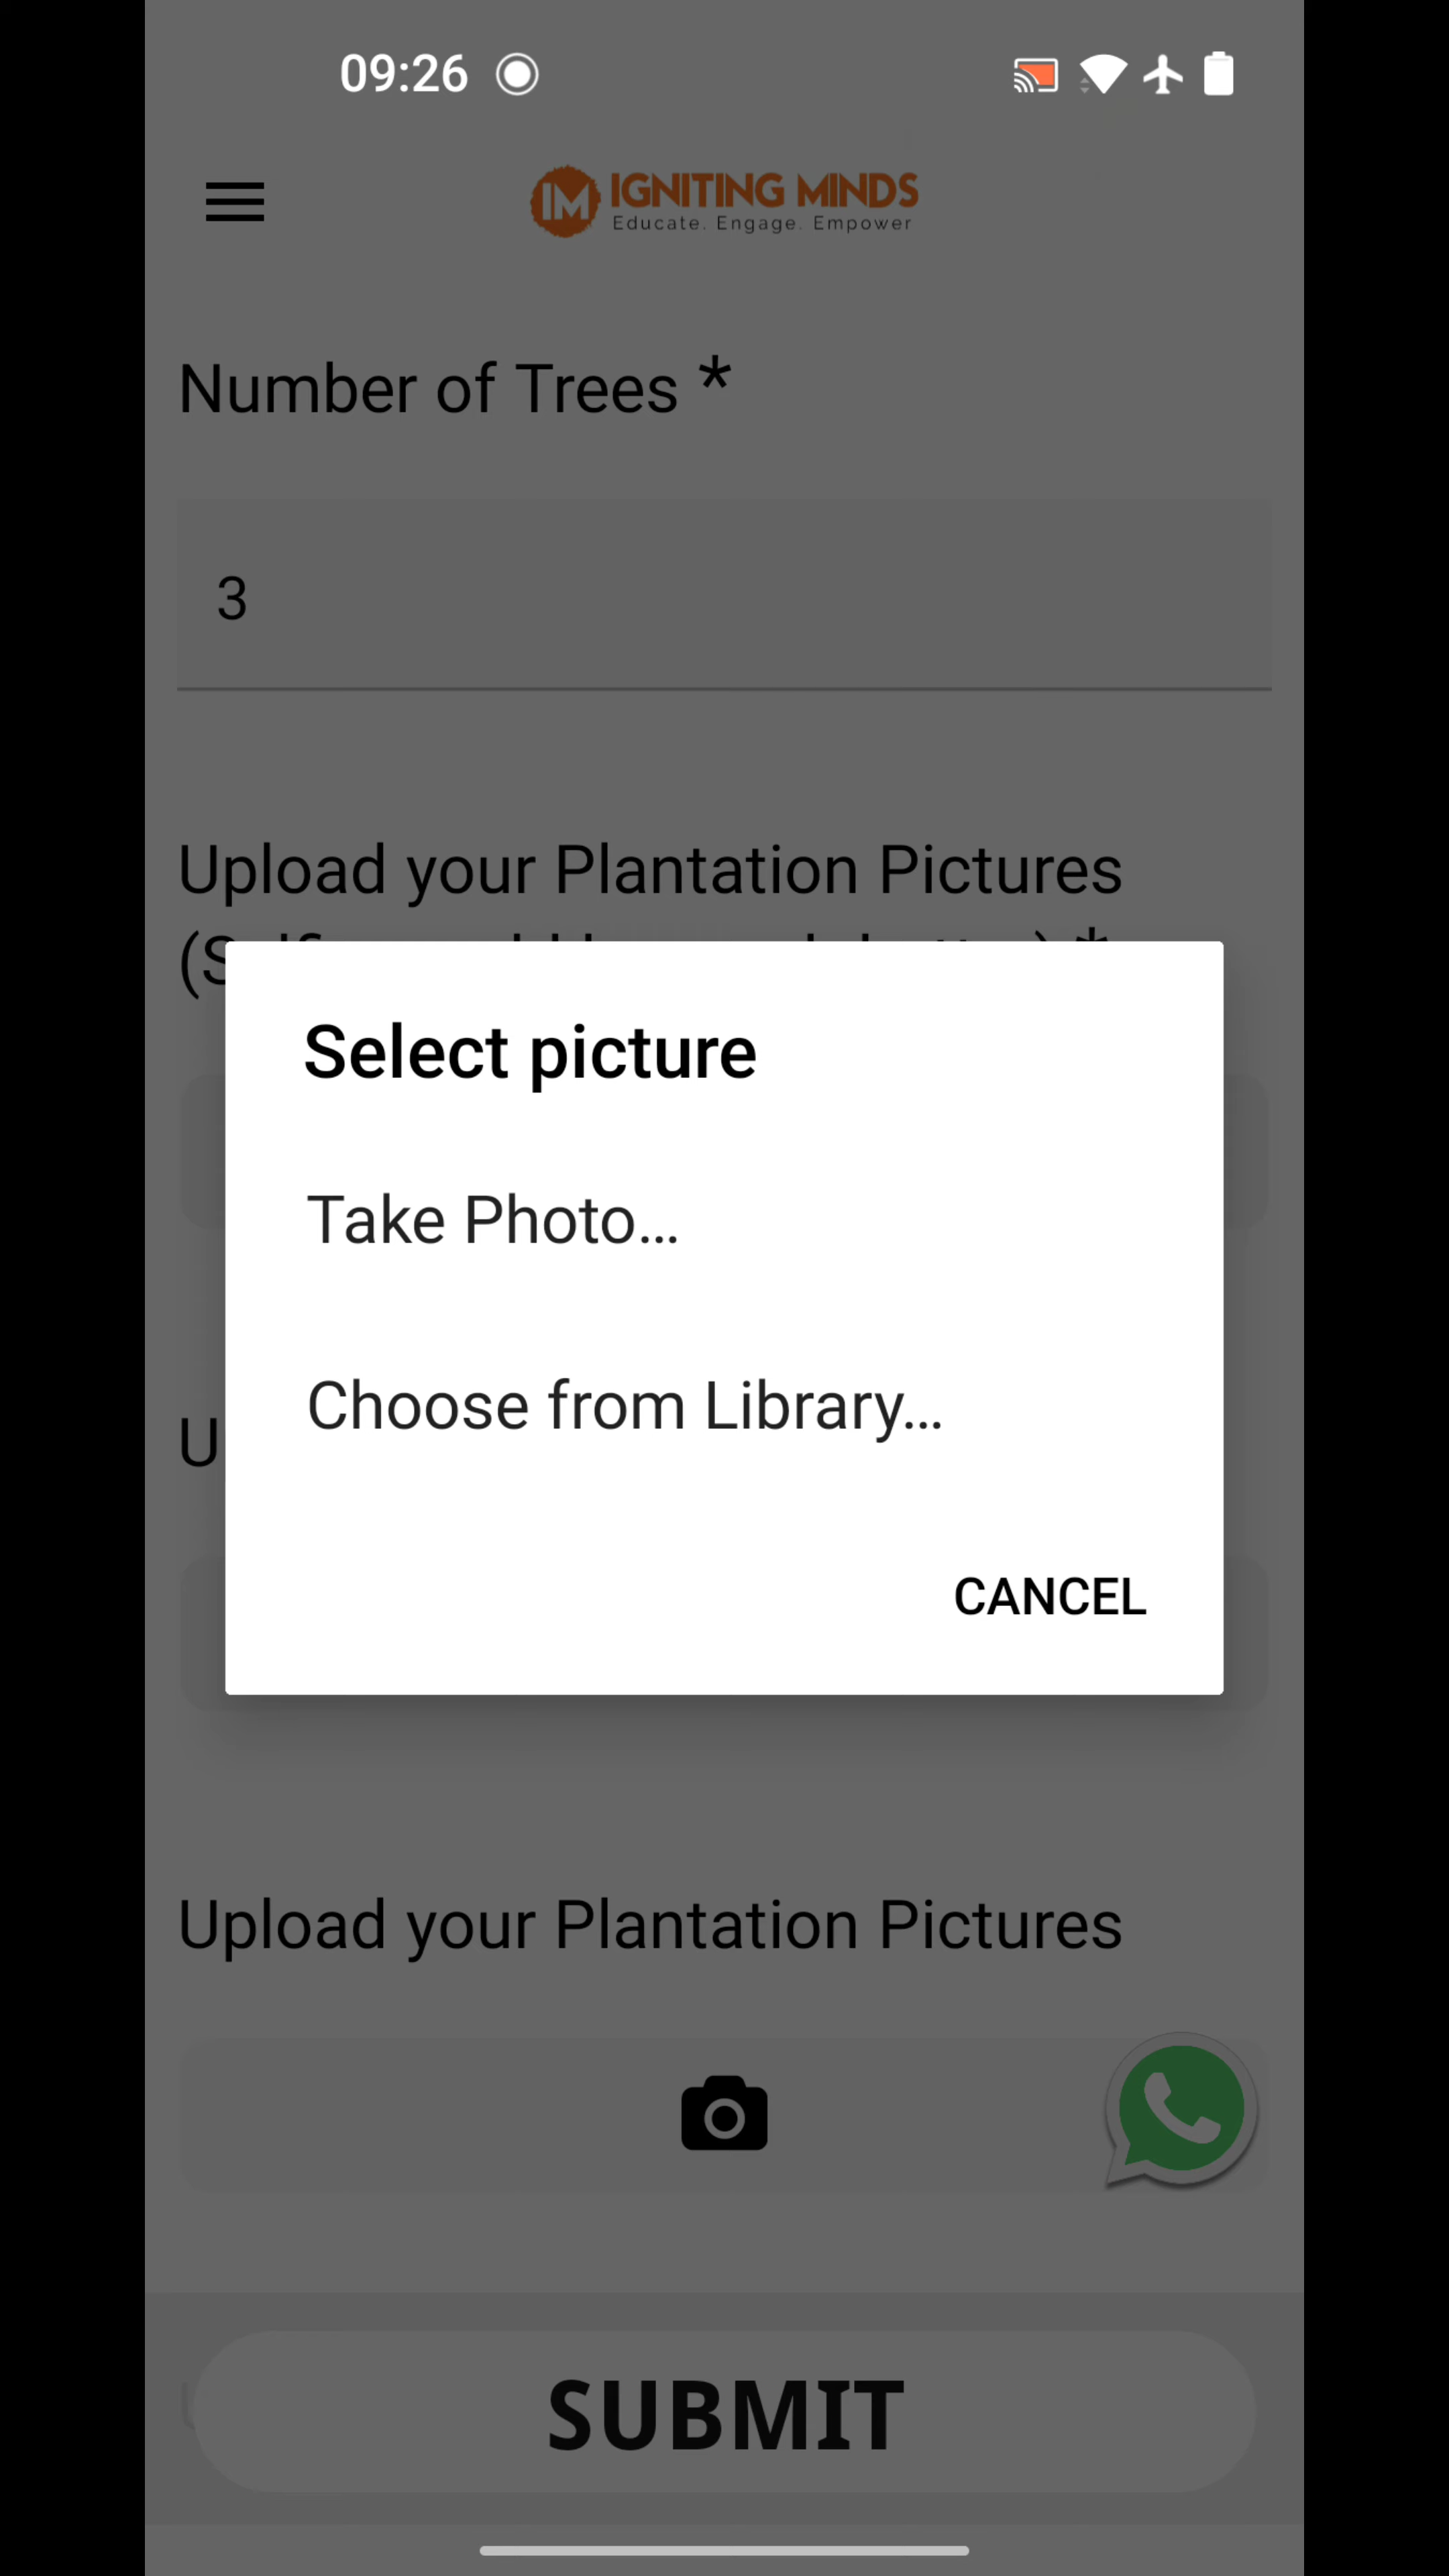 09:26
IM IGNITING MINDS
Educate. Engage. Empower
Number of Trees *
3
Upload your Plantation Pictures
Select picture
Take Photo…
Choose from Library…
CANCEL
Upload your Plantation Pictures
SUBMIT